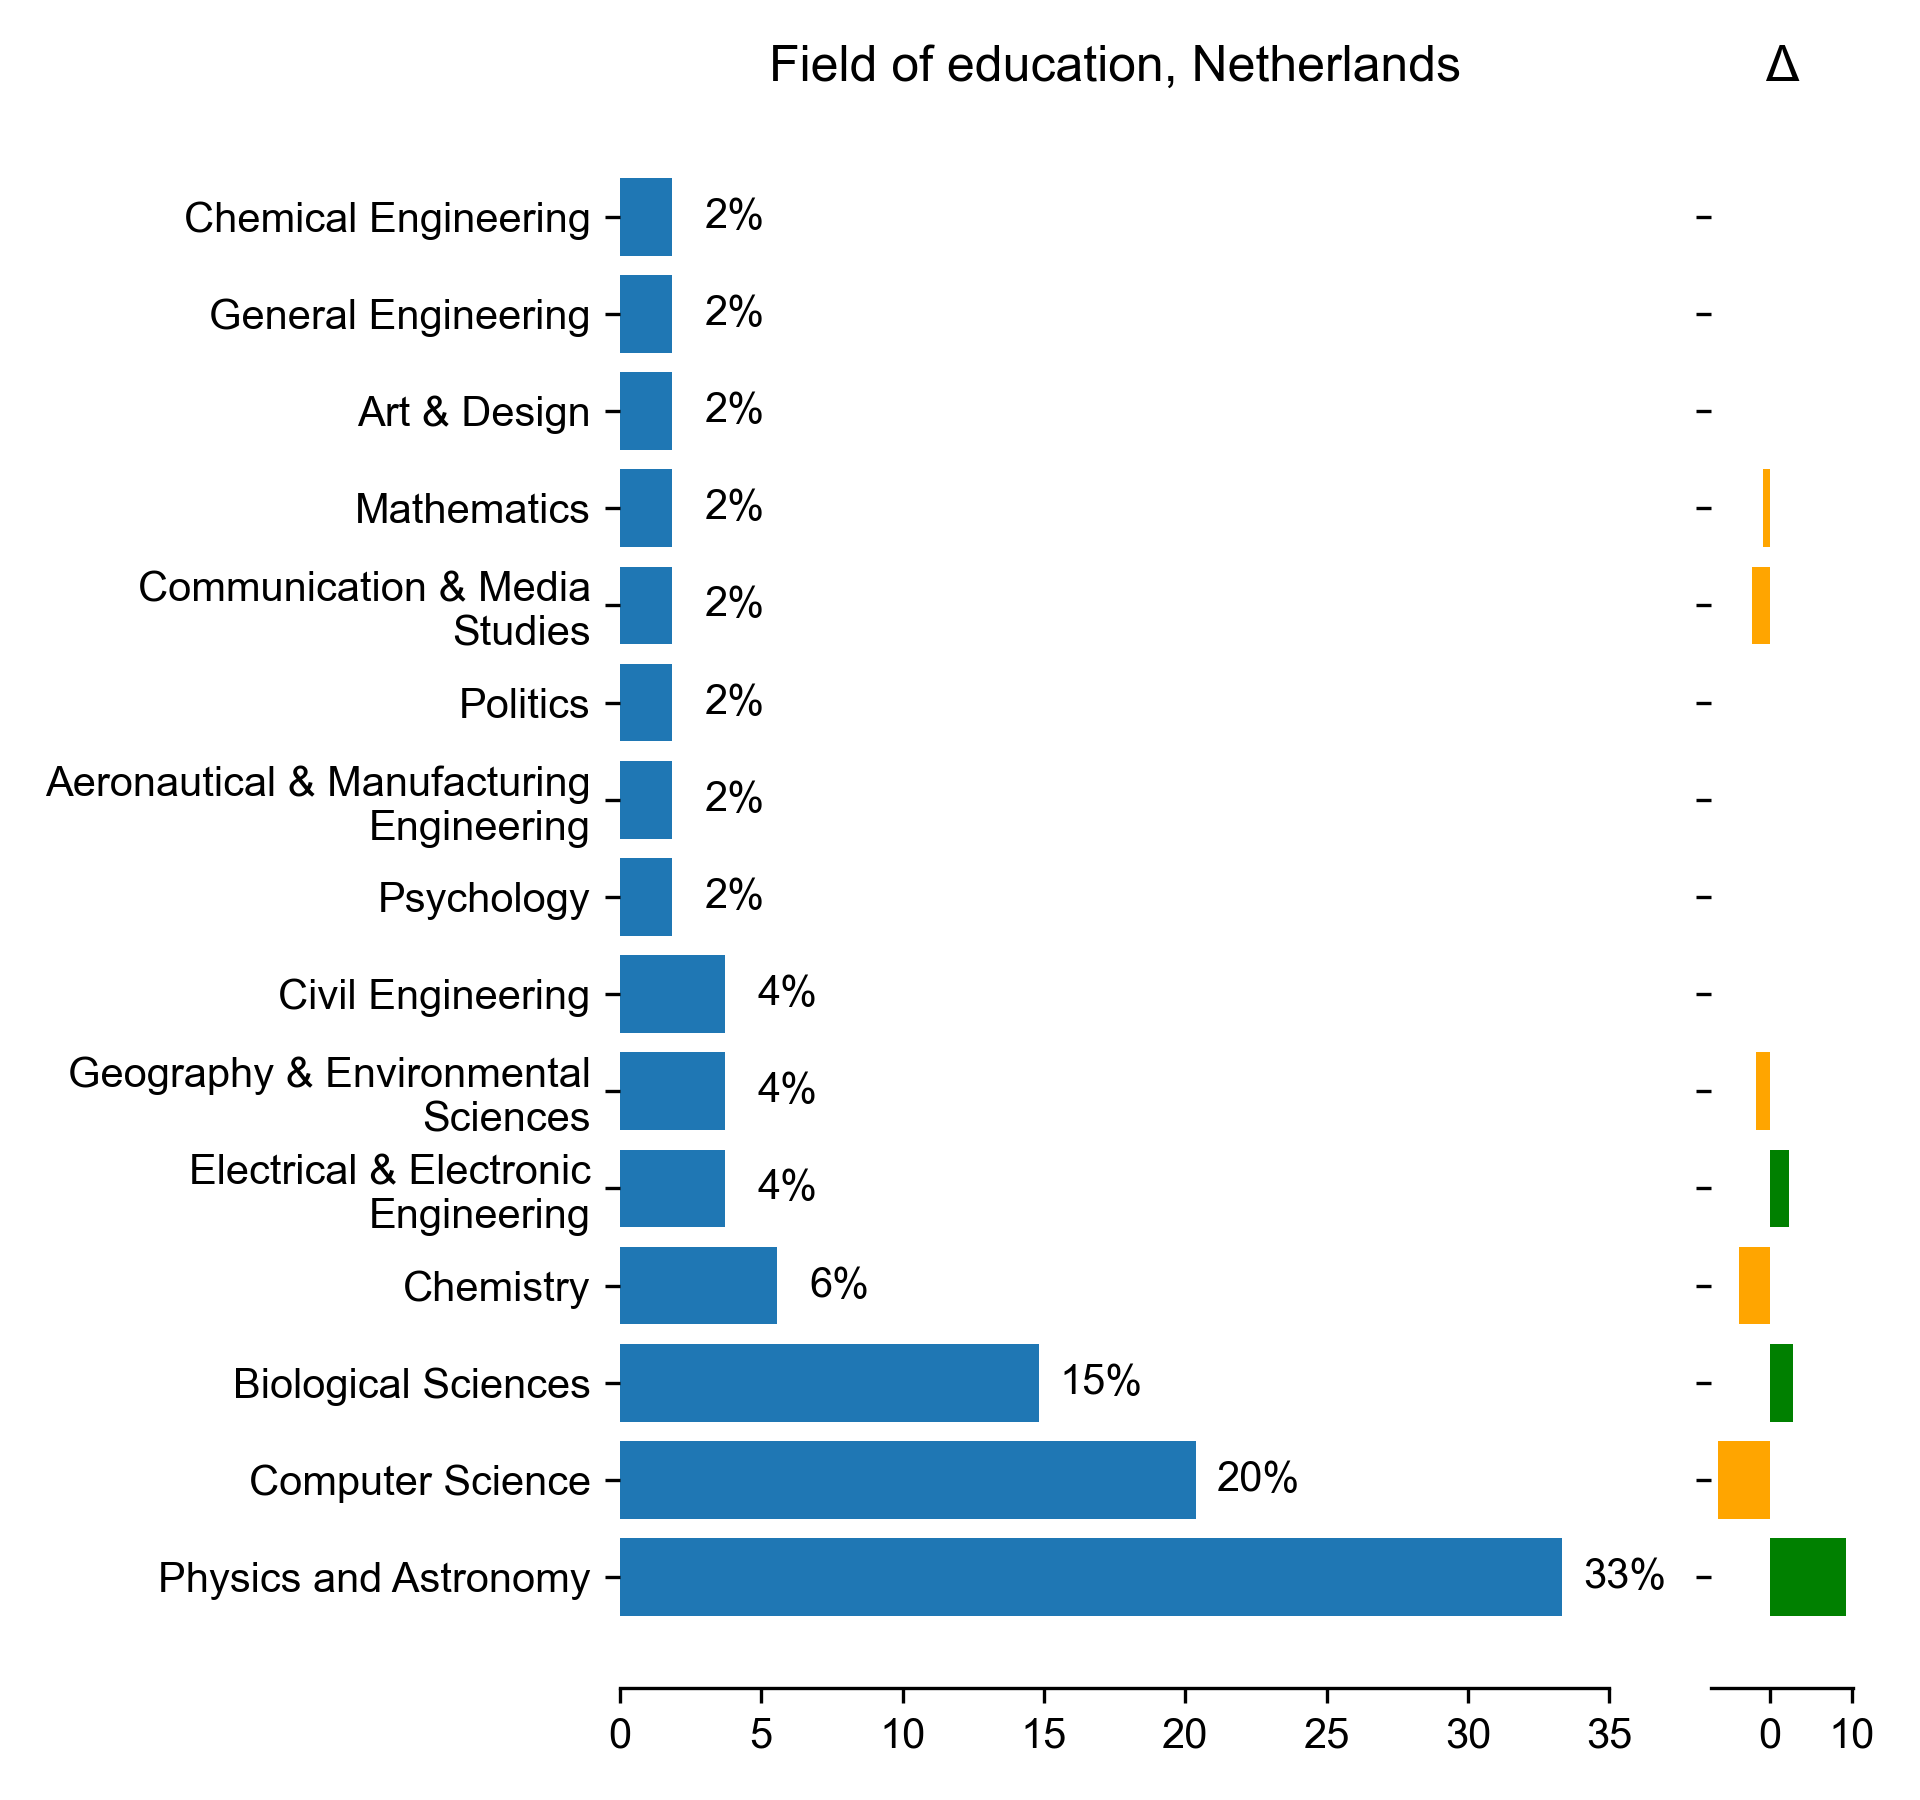 Field of education, Netherlands
Δ
Chemical Engineering
2%
General Engineering
2%
Art & Design
2%
Mathematics
2%
Communication & Media
Studies
2%
Politics
2%
Aeronautical & Manufacturing
Engineering
2%
Psychology
2%
Civil Engineering
4%
Geography & Environmental
Sciences
4%
Electrical & Electronic
Engineering
4%
Chemistry
6%
Biological Sciences
15%
Computer Science
20%
Physics and Astronomy
33%
0 5 10 15 20 25 30 35
0 10